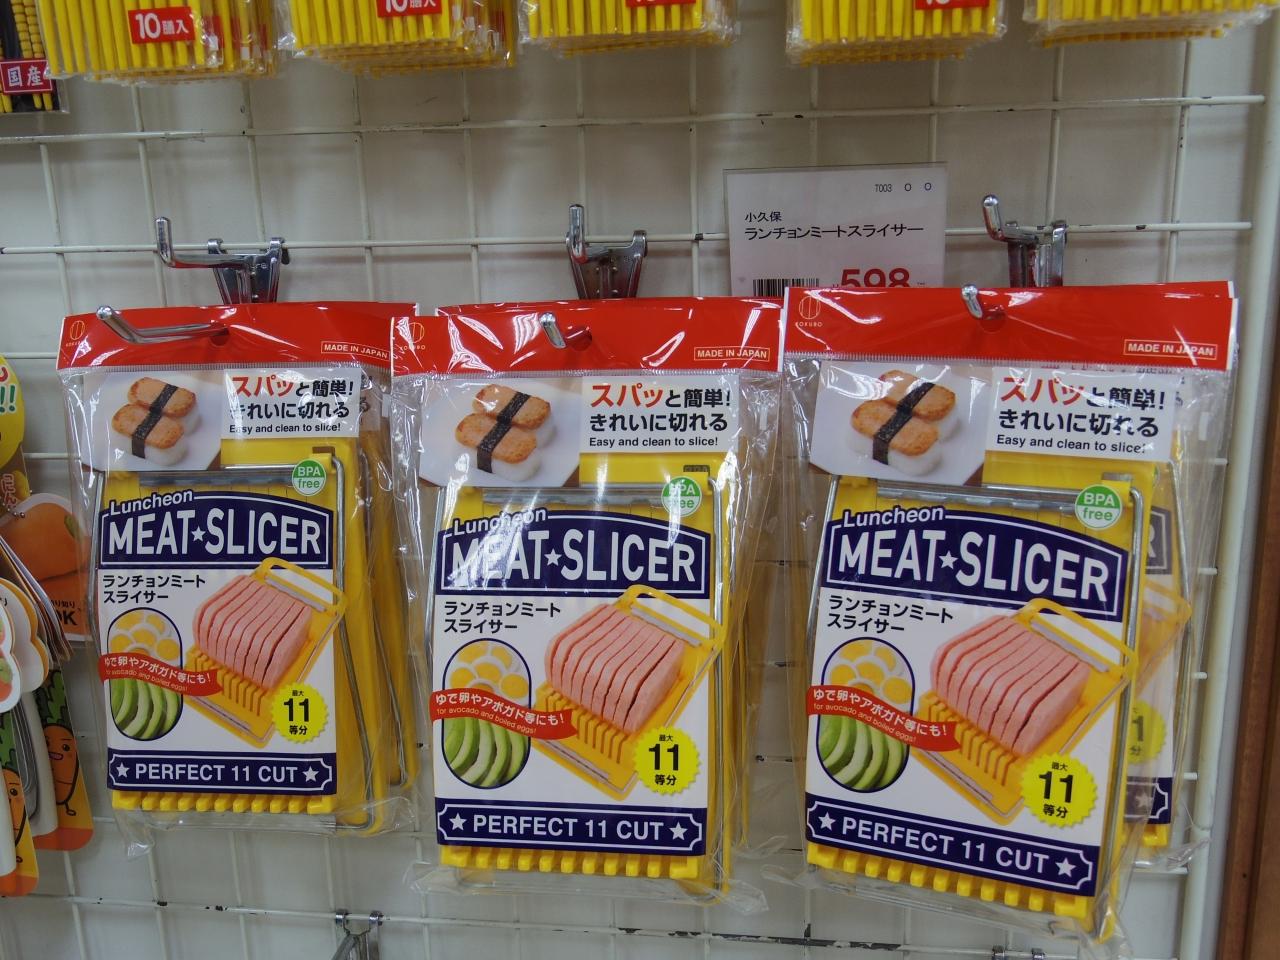 10膳入
10膳入
国産
T003
小久保
ランチョンミートスライサー
598
KOKUBO
MADE IN JAPAN
スパッと簡単!
きれいに切れる
Easy and clean to slice!
BPA
free
Luncheon
MEAT★SLICER
ランチョンミート
スライサー
ゆで卵やアボガド等にも!
for avocado and boiled eggs!
最大
11
等分
★ PERFECT 11 CUT ★
KOKUBO
MADE IN JAPAN
スパッと簡単!
きれいに切れる
Easy and clean to slice!
BPA
free
Luncheon
MEAT★SLICER
ランチョンミート
スライサー
ゆで卵やアボガド等にも!
for avocado and boiled eggs!
最大
11
等分
★ PERFECT 11 CUT ★
KOKUBO
MADE IN JAPAN
スパッと簡単!
きれいに切れる
Easy and clean to slice!
BPA
free
Luncheon
MEAT★SLICER
ランチョンミート
スライサー
ゆで卵やアボガド等にも!
for avocado and boiled eggs!
最大
11
等分
★ PERFECT 11 CUT ★